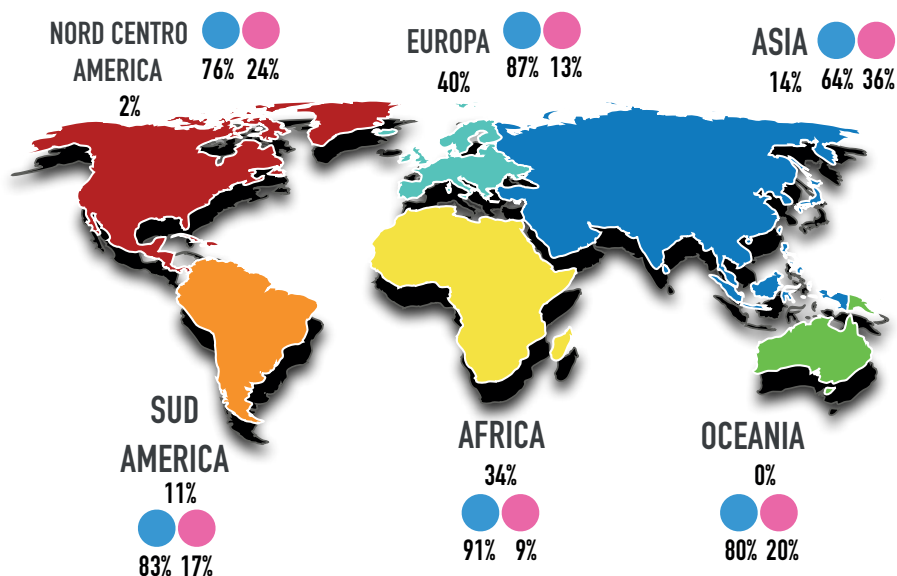 NORD CENTRO
AMERICA
76% 24%
2%
EUROPA
87% 13%
40%
ASIA
14% 64% 36%
SUD
AMERICA
11%
83% 17%
AFRICA
34%
91% 9%
OCEANIA
0%
80% 20%